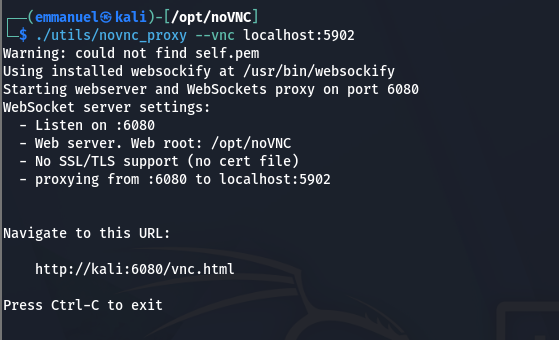 ┌──(emmanuel㉿kali)-[/opt/noVNC]
└─$ ./utils/novnc_proxy --vnc localhost:5902
Warning: could not find self.pem
Using installed websockify at /usr/bin/websockify
Starting webserver and WebSockets proxy on port 6080
WebSocket server settings:
  - Listen on :6080
  - Web server. Web root: /opt/noVNC
  - No SSL/TLS support (no cert file)
  - proxying from :6080 to localhost:5902
Navigate to this URL:
    http://kali:6080/vnc.html
Press Ctrl-C to exit